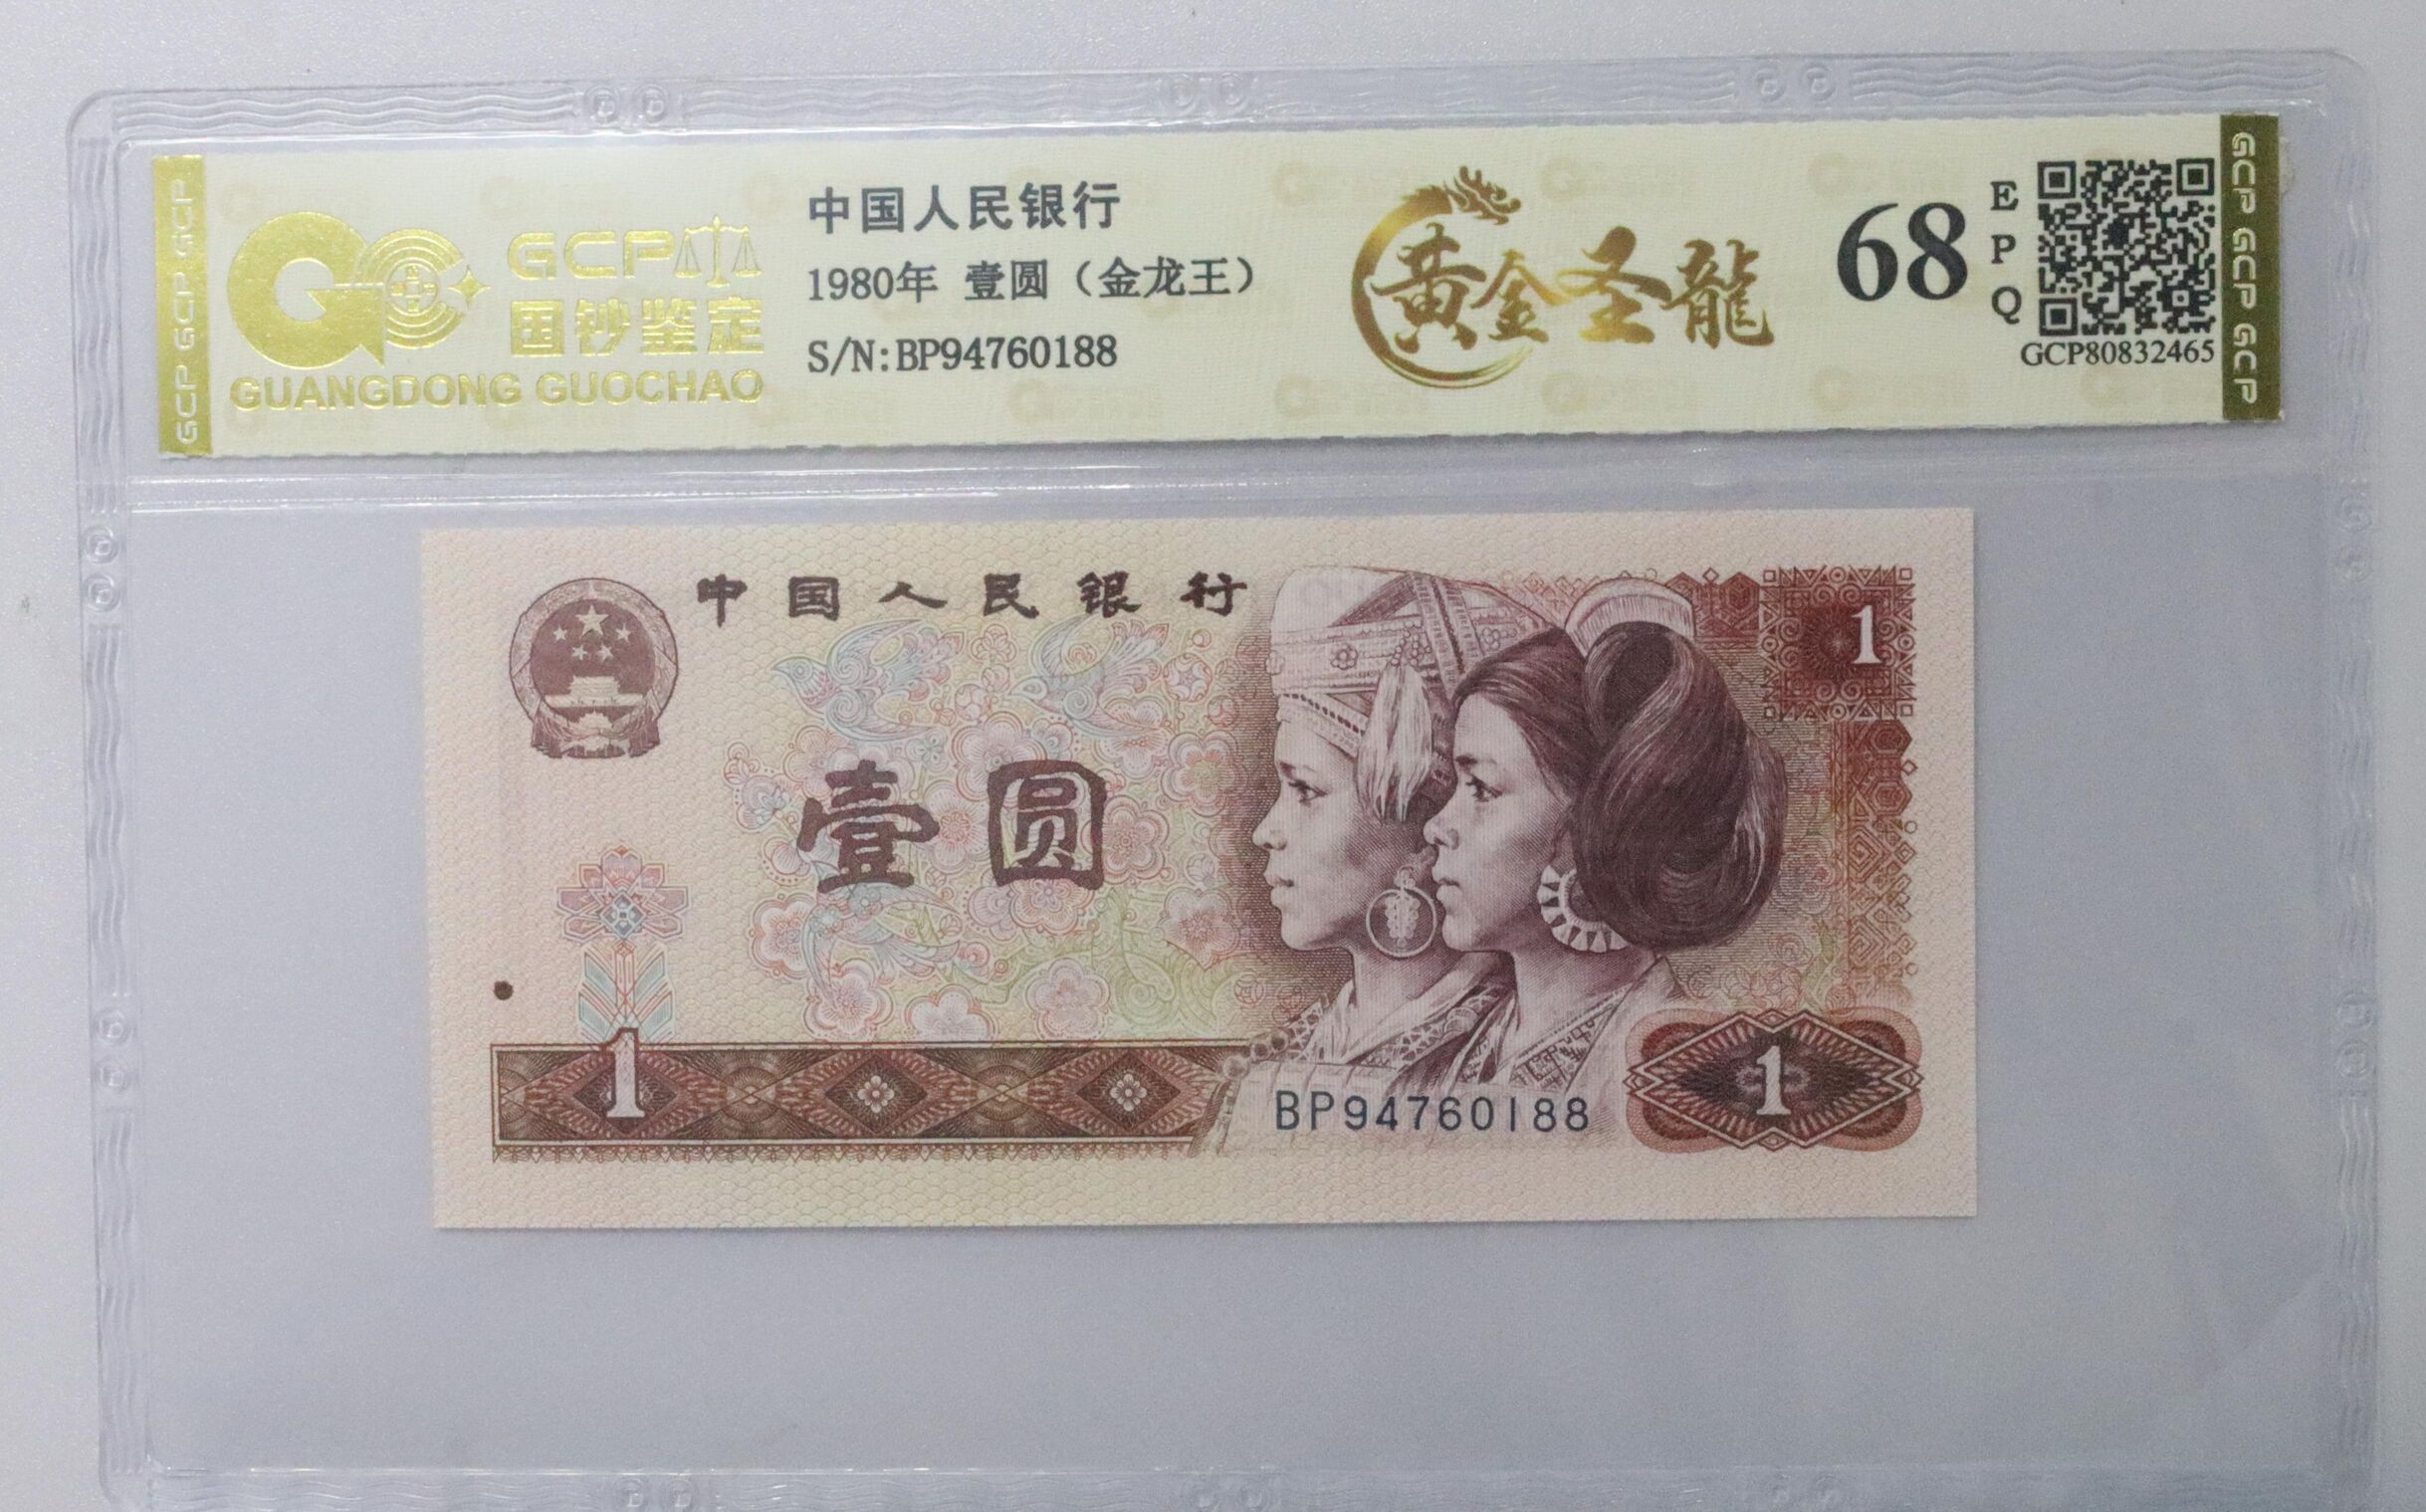 GCP GCP GCP
GCP
国钞鉴定
GUANGDONG GUOCHAO
中国人民银行
1980年 壹圆（金龙王）
S/N:BP94760188
黄金圣龍
68
EPQ
GCP80832465
GCP GCP GCP
中国人民银行
1
壹圆
1
BP94760188
1